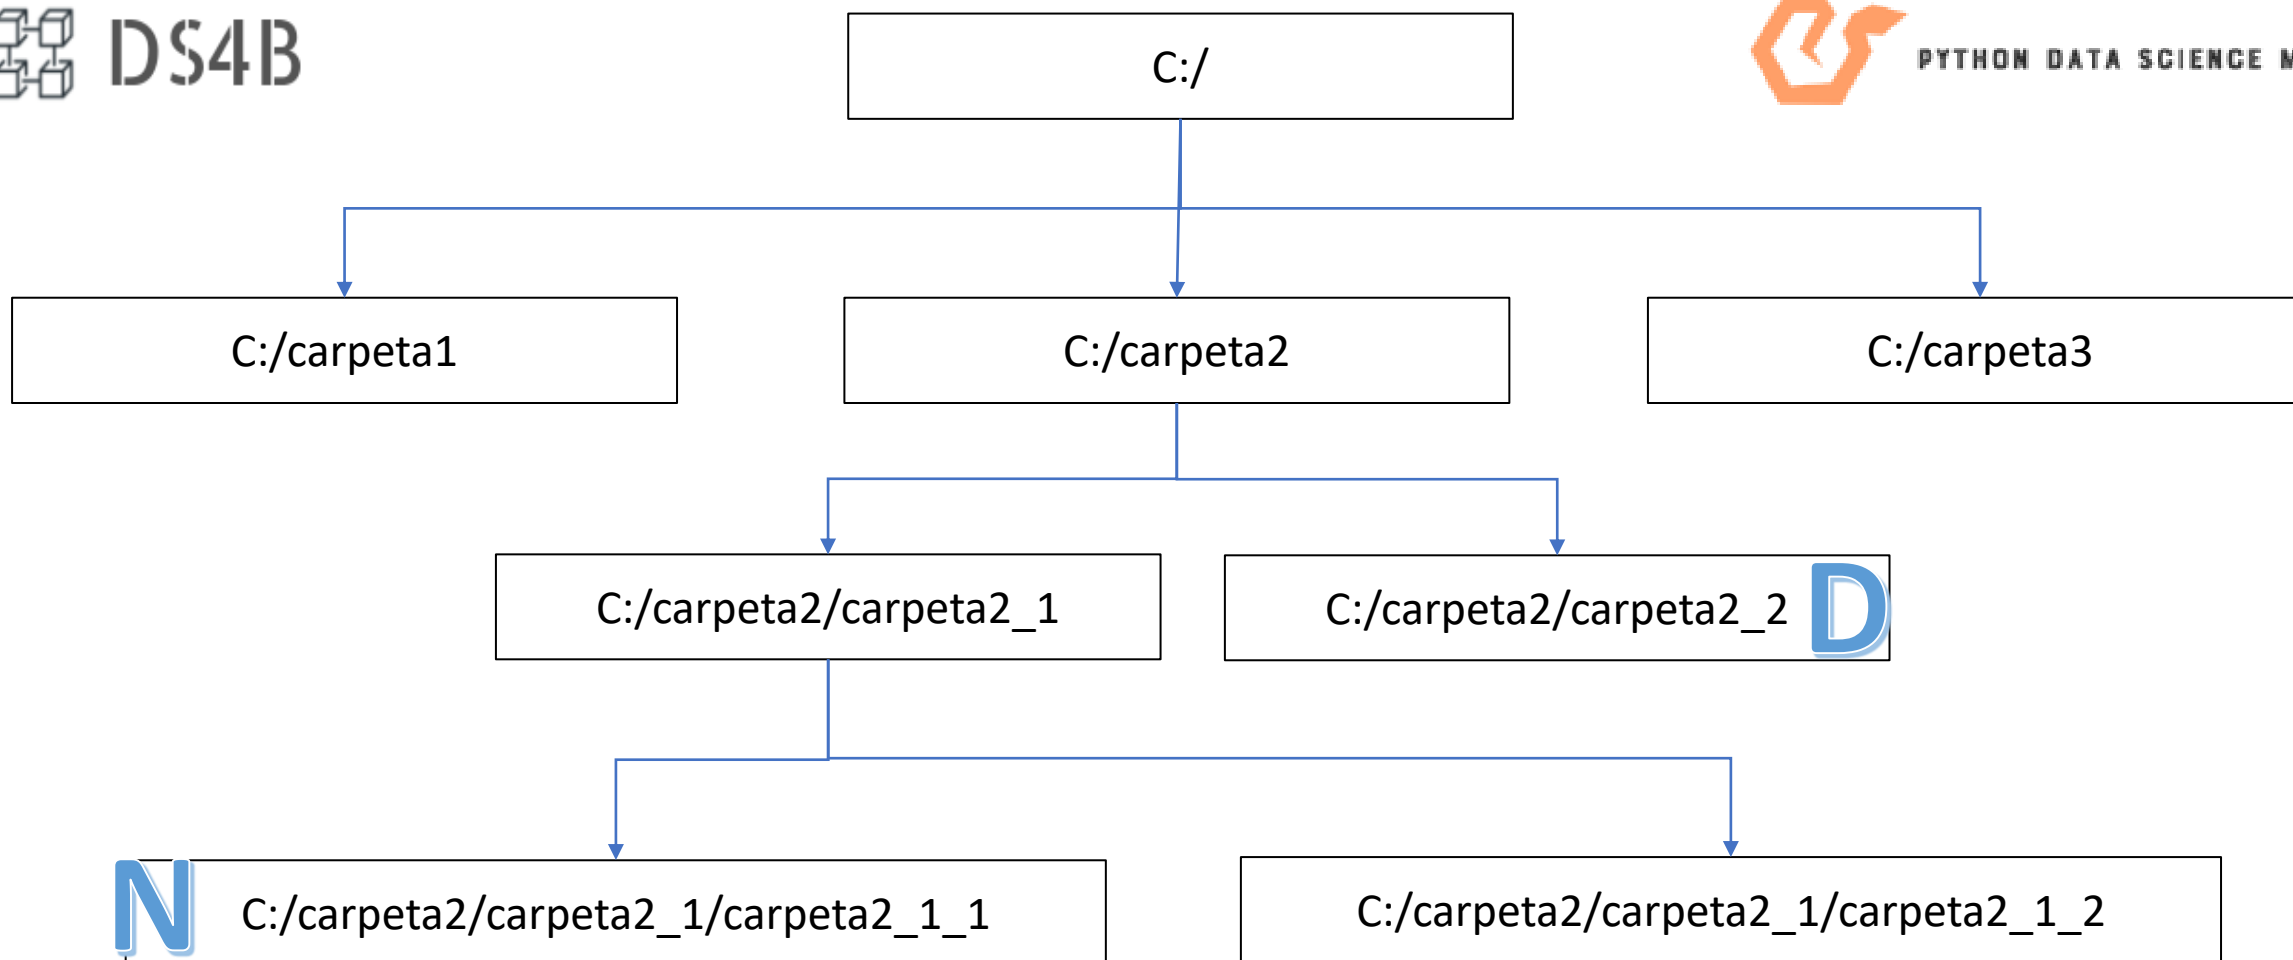 DS4B
C:/
PYTHON DATA SCIENCE
C:/carpeta1
C:/carpeta2
C:/carpeta3
C:/carpeta2/carpeta2_1
C:/carpeta2/carpeta2_2
D
N
C:/carpeta2/carpeta2_1/carpeta2_1_1
C:/carpeta2/carpeta2_1/carpeta2_1_2